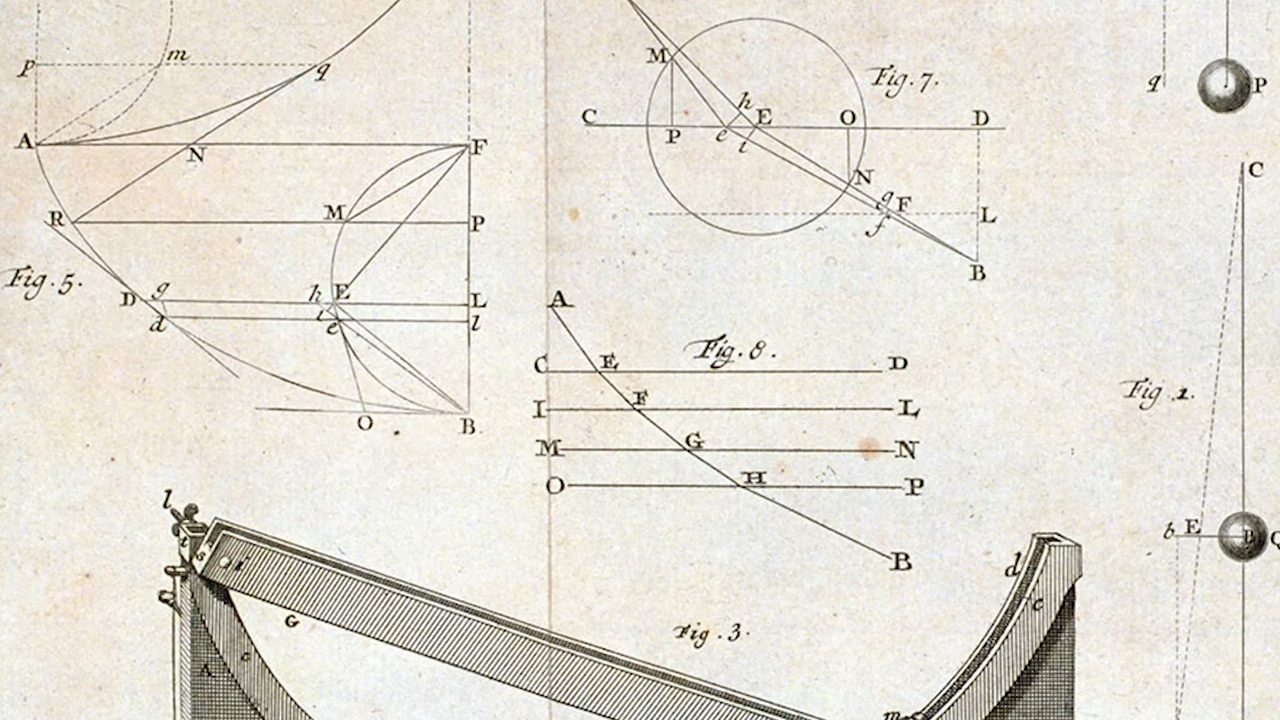 p m q
A N F
R M P
Fig. 5.
D g h E L
d i e l
O B.
M
Fig. 7.
C P e h E i O D
N
g F L
f
B
A
Fig. 8.
C E D
I F L
M G N
O H P
B
q P
C
Fig. 1.
b E B Q
l
t s i
G
c
A
Fig. 3.
d
c
m